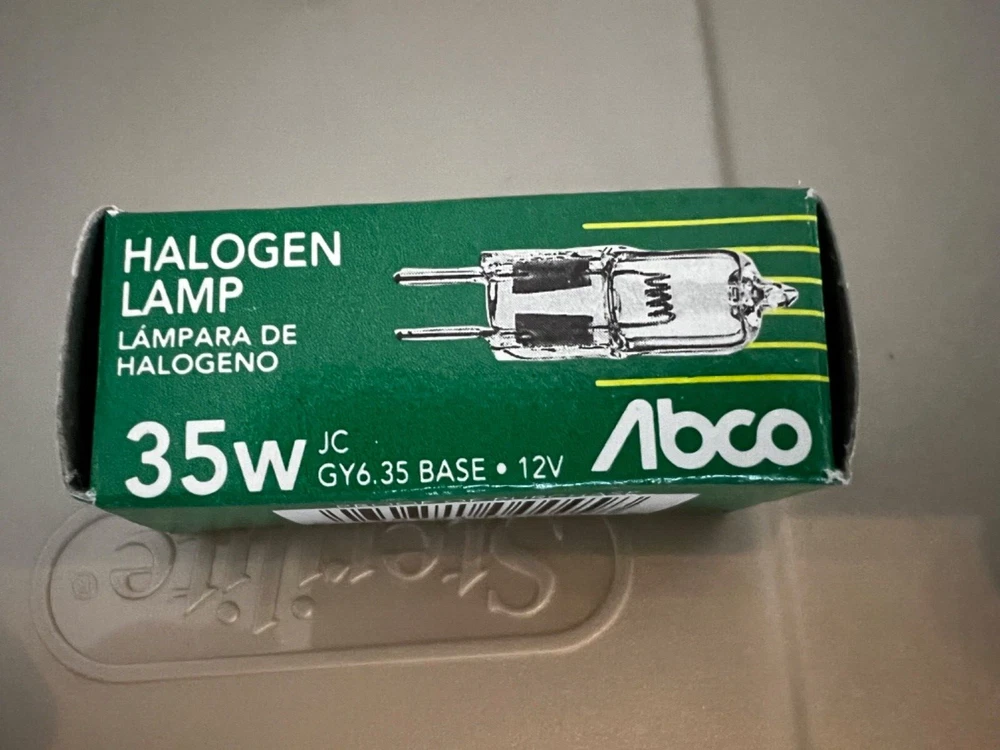 HALOGEN
LAMP
LÁMPARA DE
HALOGENO
35W
JC
GY6.35 BASE • 12V
Abco
Sterilite®